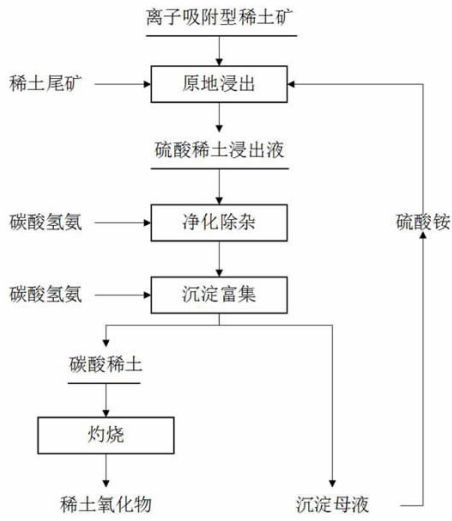 离子吸附型稀土矿
稀土尾矿
原地浸出
硫酸稀土浸出液
碳酸氢氨
净化除杂
硫酸铵
碳酸氢氨
沉淀富集
碳酸稀土
灼烧
稀土氧化物
沉淀母液